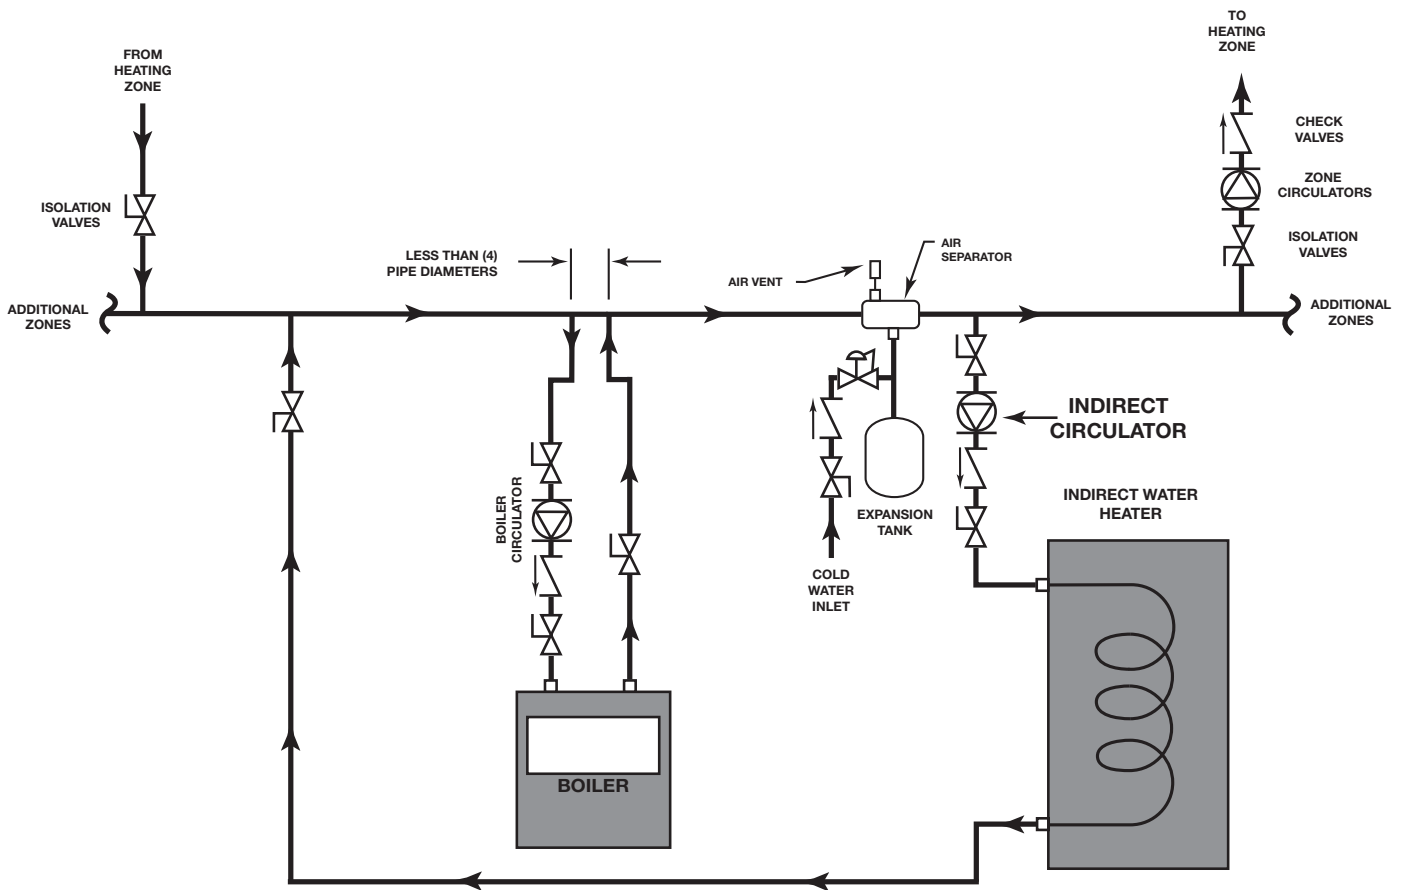 TO
HEATING
ZONE
FROM
HEATING
ZONE
CHECK
VALVES
ZONE
CIRCULATORS
ISOLATION
VALVES
ISOLATION
VALVES
LESS THAN (4)
PIPE DIAMETERS
AIR VENT
AIR
SEPARATOR
ADDITIONAL
ZONES
ADDITIONAL
ZONES
INDIRECT
CIRCULATOR
BOILER
CIRCULATOR
EXPANSION
TANK
INDIRECT WATER
HEATER
COLD
WATER
INLET
BOILER